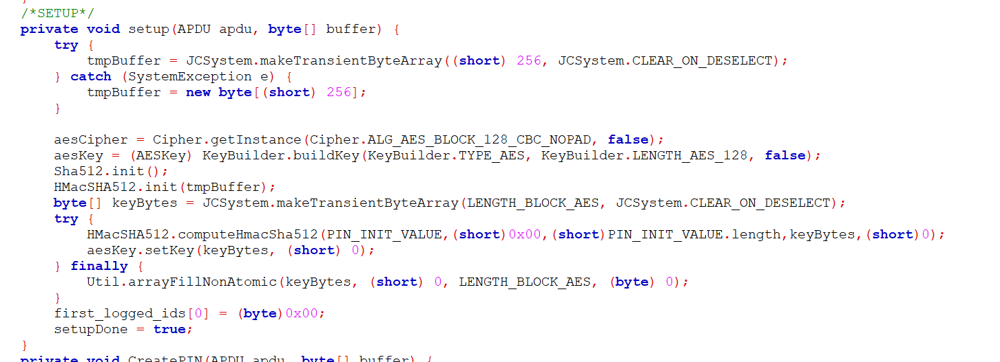 /*SETUP*/
private void setup(APDU apdu, byte[] buffer) {
try {
tmpBuffer = JCSystem.makeTransientByteArray((short) 256, JCSystem.CLEAR_ON_DESELECT);
} catch (SystemException e) {
tmpBuffer = new byte[(short) 256];
}
aesCipher = Cipher.getInstance(Cipher.ALG_AES_BLOCK_128_CBC_NOPAD, false);
aesKey = (AESKey) KeyBuilder.buildKey(KeyBuilder.TYPE_AES, KeyBuilder.LENGTH_AES_128, false);
Sha512.init();
HMacSHA512.init(tmpBuffer);
byte[] keyBytes = JCSystem.makeTransientByteArray(LENGTH_BLOCK_AES, JCSystem.CLEAR_ON_DESELECT);
try {
HMacSHA512.computeHmacSha512(PIN_INIT_VALUE,(short)0x00,(short)PIN_INIT_VALUE.length,keyBytes,(short)0);
aesKey.setKey(keyBytes, (short) 0);
} finally {
Util.arrayFillNonAtomic(keyBytes, (short) 0, LENGTH_BLOCK_AES, (byte) 0);
}
first_logged_ids[0] = (byte)0x00;
setupDone = true;
}
private void CreatePIN(APDU apdu, byte[] buffer) {